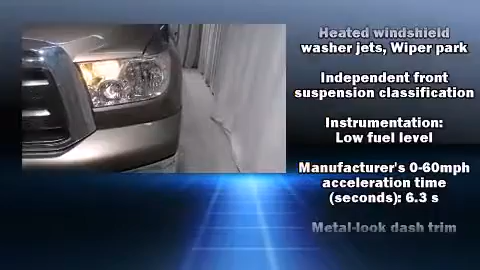 Heated windshield
washer jets, Wiper park
Independent front
suspension classification
Instrumentation:
Low fuel level
Manufacturer's 0-60mph
acceleration time
(seconds): 6.3 s
Metal-look dash trim